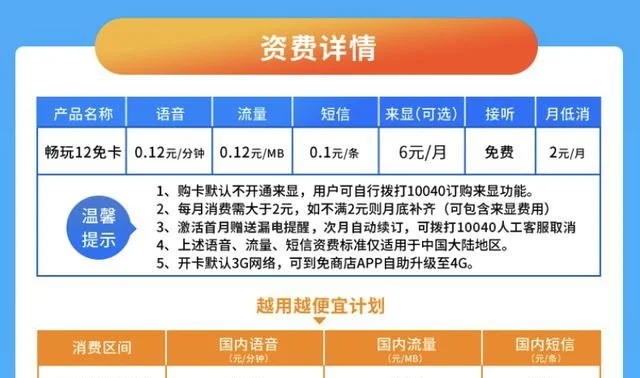 资费详情
产品名称 语音 流量 短信 来显(可选) 接听 月低消
畅玩12免卡 0.12元/分钟 0.12元/MB 0.1元/条 6元/月 免费 2元/月
温馨
提示
1、购卡默认不开通来显，用户可自行拨打10040订购来显功能。
2、每月消费需大于2元，如不满2元则月底补齐（可包含来显费用）
3、激活首月赠送漏电提醒，次月自动续订，可拨打10040人工客服取消
4、上述语音、流量、短信资费标准仅适用于中国大陆地区。
5、开卡默认3G网络，可到免商店APP自助升级至4G。
越用越便宜计划
消费区间 国内语音 国内流量 国内短信
(元/分钟) (元/MB) (元/条)